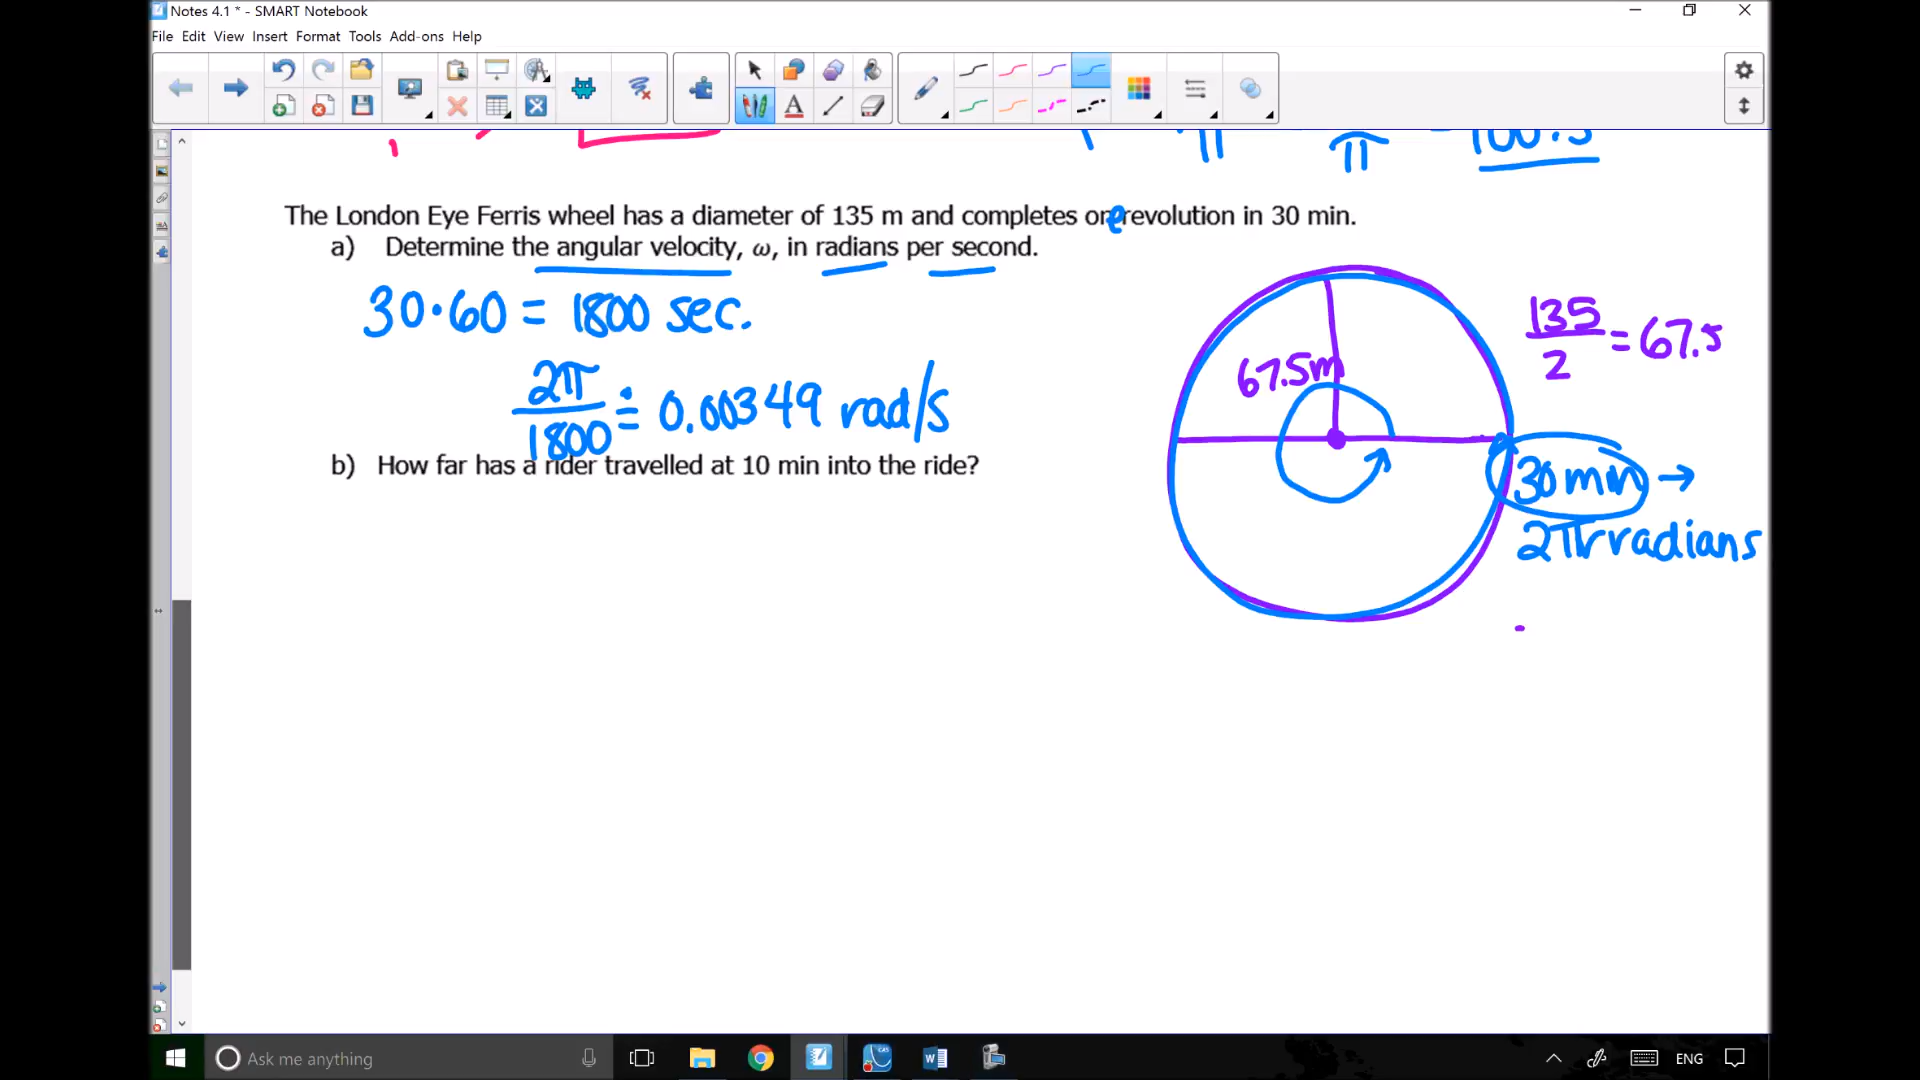 Notes 4.1 * - SMART Notebook
File Edit View Insert Format Tools Add-ons Help
100.5
π π
The London Eye Ferris wheel has a diameter of 135 m and completes one revolution in 30 min.
a) Determine the angular velocity, ω, in radians per second.
30·60 = 1800 sec.
135/2 = 67.5
67.5m
2π/1800 ≐ 0.00349 rad/s
b) How far has a rider travelled at 10 min into the ride?
30 min →
2π radians
Ask me anything
ENG